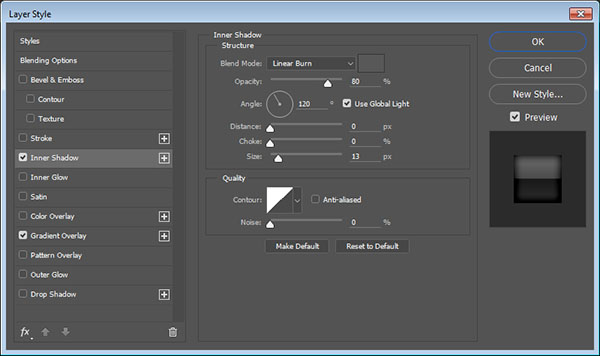 Layer Style
Styles
Blending Options
Bevel & Emboss
Contour
Texture
Stroke
Inner Shadow
Inner Glow
Satin
Color Overlay
Gradient Overlay
Pattern Overlay
Outer Glow
Drop Shadow
fx
Inner Shadow
Structure
Blend Mode: Linear Burn
Opacity: 80 %
Angle: 120 ° Use Global Light
Distance: 0 px
Choke: 0 %
Size: 13 px
Quality
Contour: Anti-aliased
Noise: 0 %
Make Default Reset to Default
OK
Cancel
New Style...
Preview